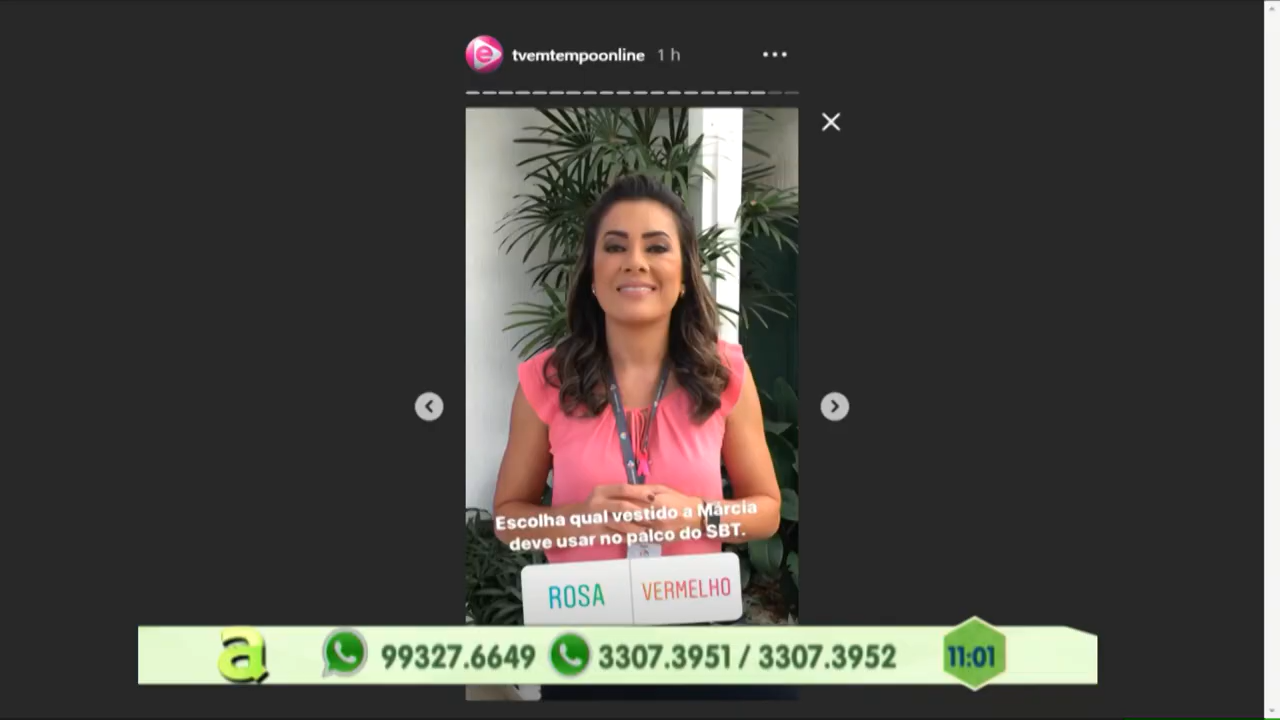 tvemtempoonline 1 h
Escolha qual vestido a Márcia
deve usar no palco do SBT.
ROSA VERMELHO
a 99327.6649 3307.3951 / 3307.3952 11:01